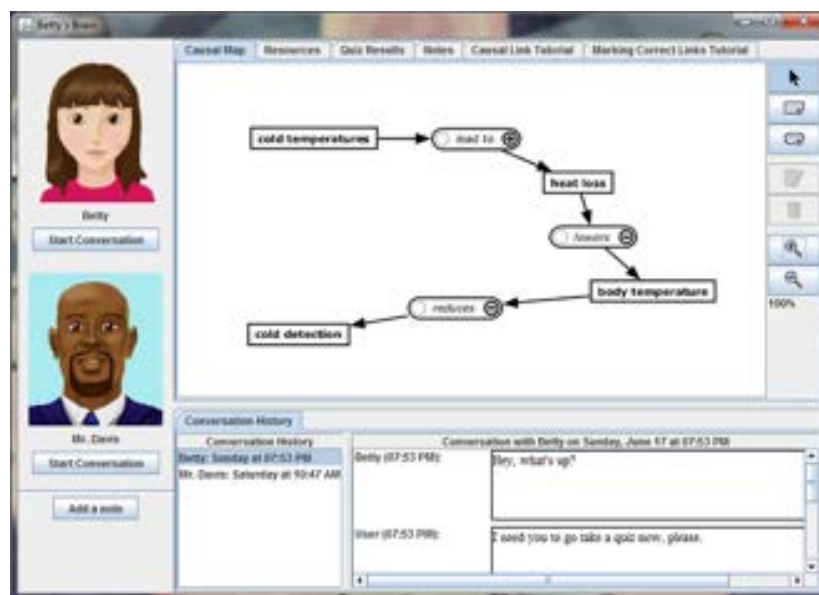 Betty's Brain
Causal Map Resources Quiz Results Notes Causal Link Tutorial Marking Correct Links Tutorial
cold temperatures
lead to
heat loss
lowers
body temperature
reduces
cold detection
100%
Betty
Start Conversation
Mr. Davis
Start Conversation
Add a note
Conversation History
Conversation History
Betty: Sunday at 07:53 PM
Mr. Davis: Saturday at 10:47 AM
Conversation with Betty on Sunday, June 17 at 07:53 PM
Betty (07:53 PM):
Hey, what's up?
User (07:53 PM):
I need you to go take a quiz now, please.